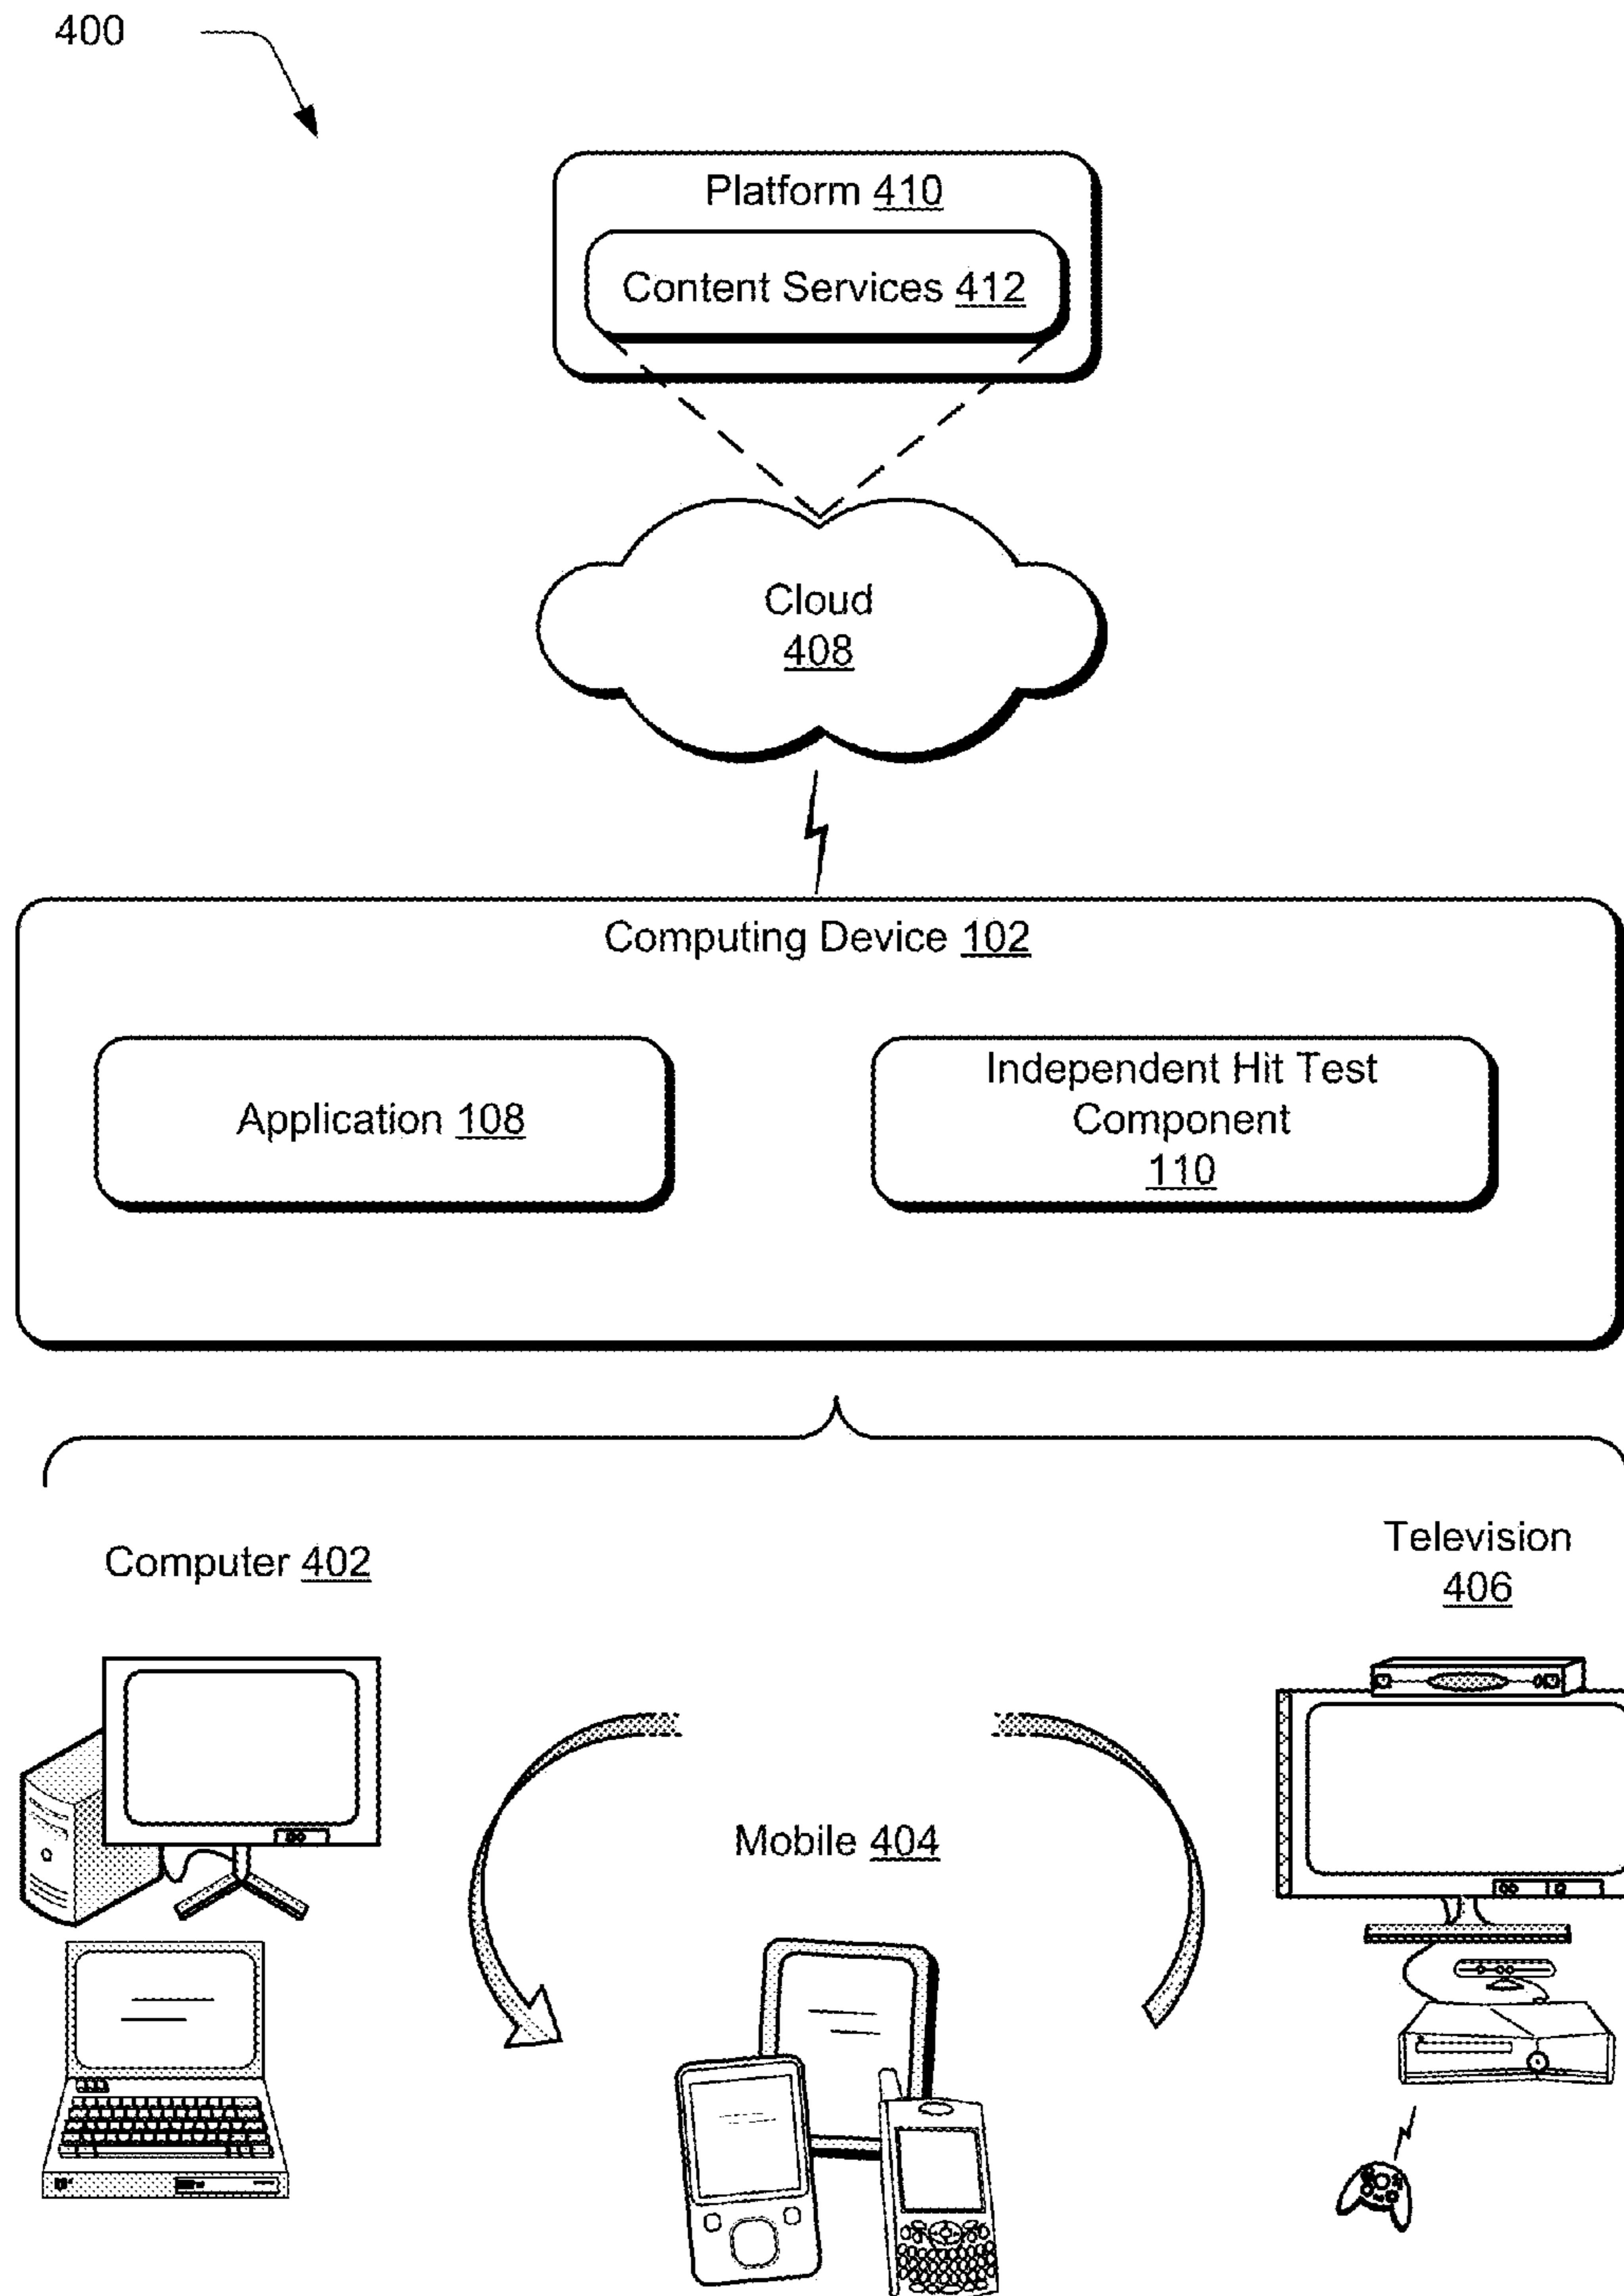 400
Platform 410
Content Services 412
Cloud
408
Computing Device 102
Application 108
Independent Hit Test
Component
110
Computer 402
Television
406
Mobile 404